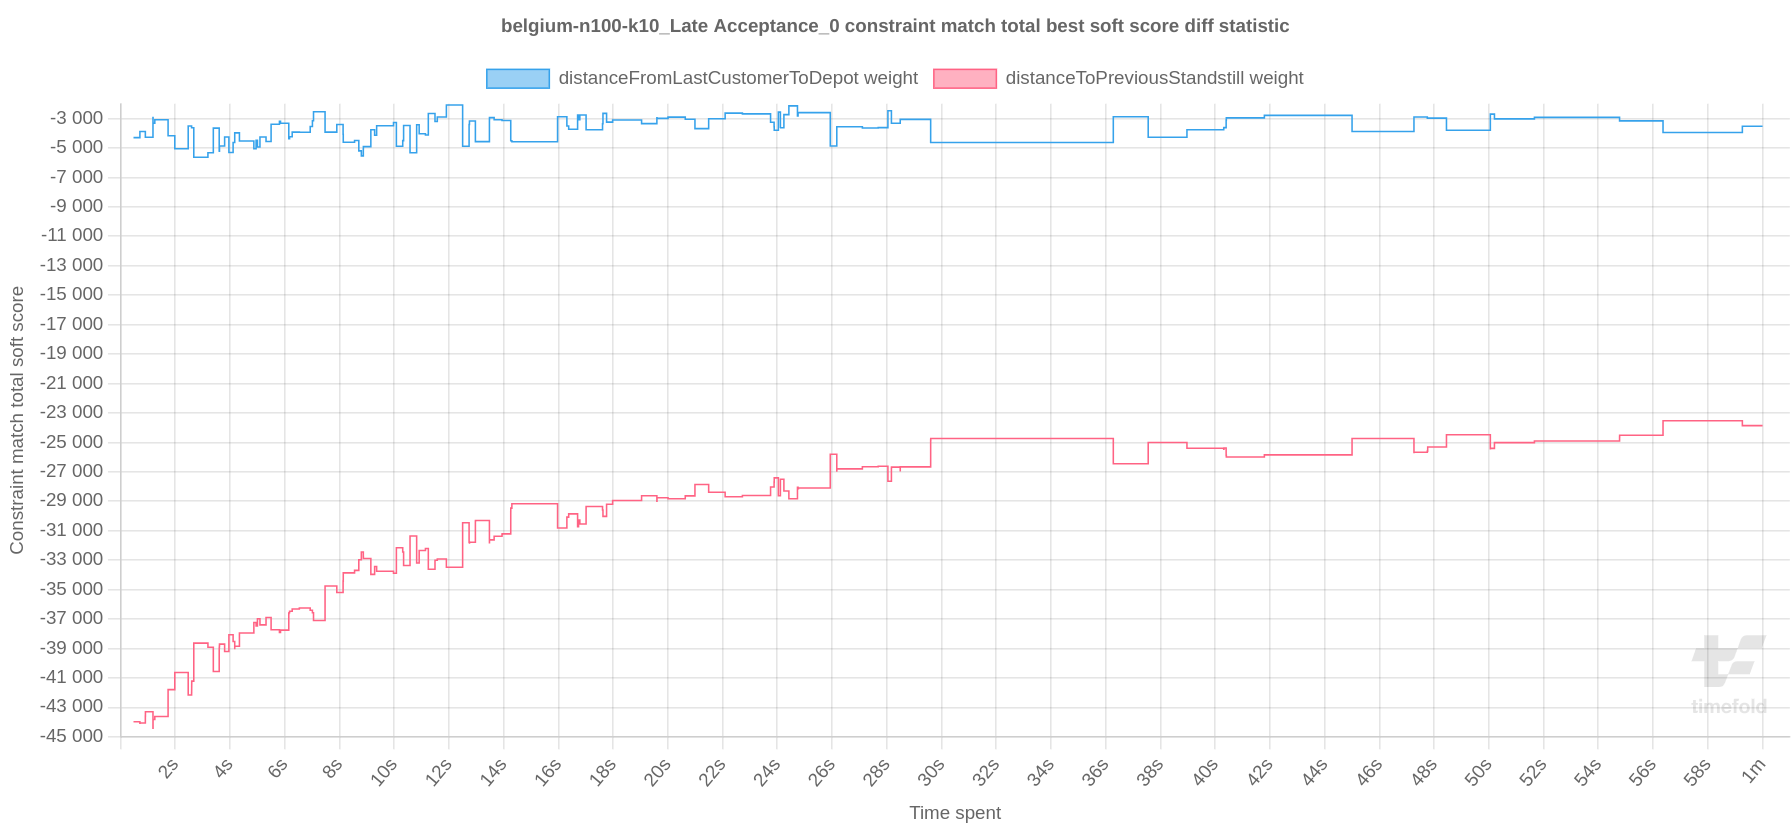 belgium-n100-k10_Late Acceptance_0 constraint match total best soft score diff statistic
distanceFromLastCustomerToDepot weight
distanceToPreviousStandstill weight
Constraint match total soft score
-3 000
-5 000
-7 000
-9 000
-11 000
-13 000
-15 000
-17 000
-19 000
-21 000
-23 000
-25 000
-27 000
-29 000
-31 000
-33 000
-35 000
-37 000
-39 000
-41 000
-43 000
-45 000
timefold
2s
4s
6s
8s
10s
12s
14s
16s
18s
20s
22s
24s
26s
28s
30s
32s
34s
36s
38s
40s
42s
44s
46s
48s
50s
52s
54s
56s
58s
1m
Time spent